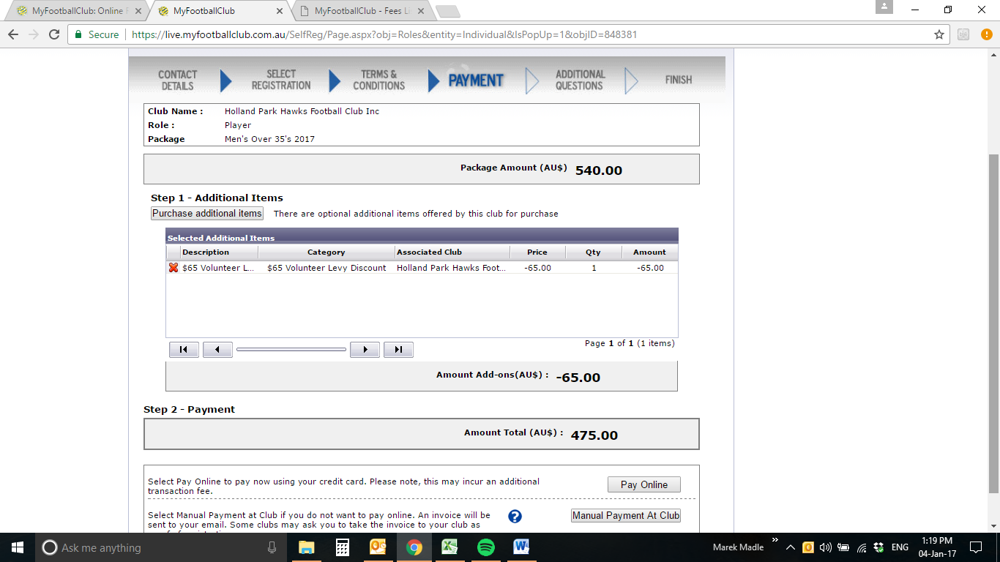 MyFootballClub: Online F
MyFootballClub
MyFootballClub - Fees Li
Secure
https://live.myfootballclub.com.au/SelfReg/Page.aspx?obj=Roles&entity=Individual&IsPopUp=1&objID=848381
CONTACT DETAILS
SELECT REGISTRATION
TERMS & CONDITIONS
PAYMENT
ADDITIONAL QUESTIONS
FINISH
Club Name : Holland Park Hawks Football Club Inc
Role : Player
Package Men's Over 35's 2017
Package Amount (AU$) 540.00
Step 1 - Additional Items
Purchase additional items There are optional additional items offered by this club for purchase
Selected Additional Items
Description Category Associated Club Price Qty Amount
$65 Volunteer L... $65 Volunteer Levy Discount Holland Park Hawks Foot... -65.00 1 -65.00
Page 1 of 1 (1 items)
Amount Add-ons(AU$) : -65.00
Step 2 - Payment
Amount Total (AU$) : 475.00
Select Pay Online to pay now using your credit card. Please note, this may incur an additional
transaction fee.
Pay Online
Select Manual Payment at Club if you do not want to pay online. An invoice will be
sent to your email. Some clubs may ask you to take the invoice to your club as
Manual Payment At Club
Ask me anything
Marek Madle
ENG
1:19 PM
04-Jan-17